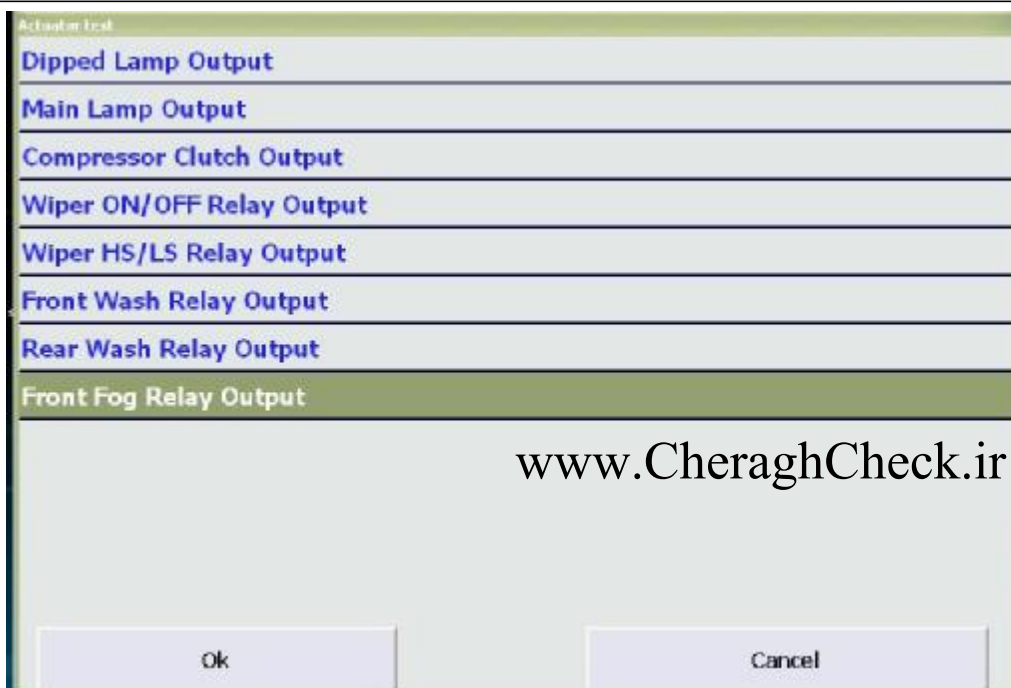 Actuator test
Dipped Lamp Output
Main Lamp Output
Compressor Clutch Output
Wiper ON/OFF Relay Output
Wiper HS/LS Relay Output
Front Wash Relay Output
Rear Wash Relay Output
Front Fog Relay Output
www.CheraghCheck.ir
Ok
Cancel